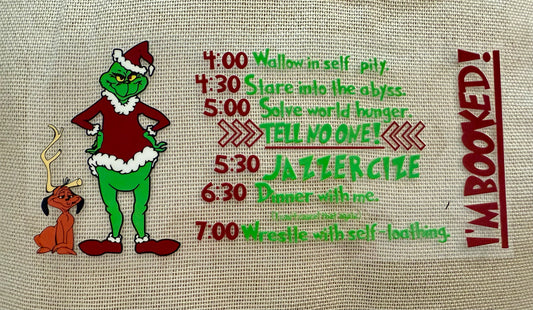 4:00 Wallow in self pity.
4:30 Stare into the abyss.
5:00 Solve world hunger.
TELL NO ONE!
5:30 JAZZERCIZE
6:30 Dinner with me.
7:00 Wrestle with self-loathing.
I'M BOOKED!